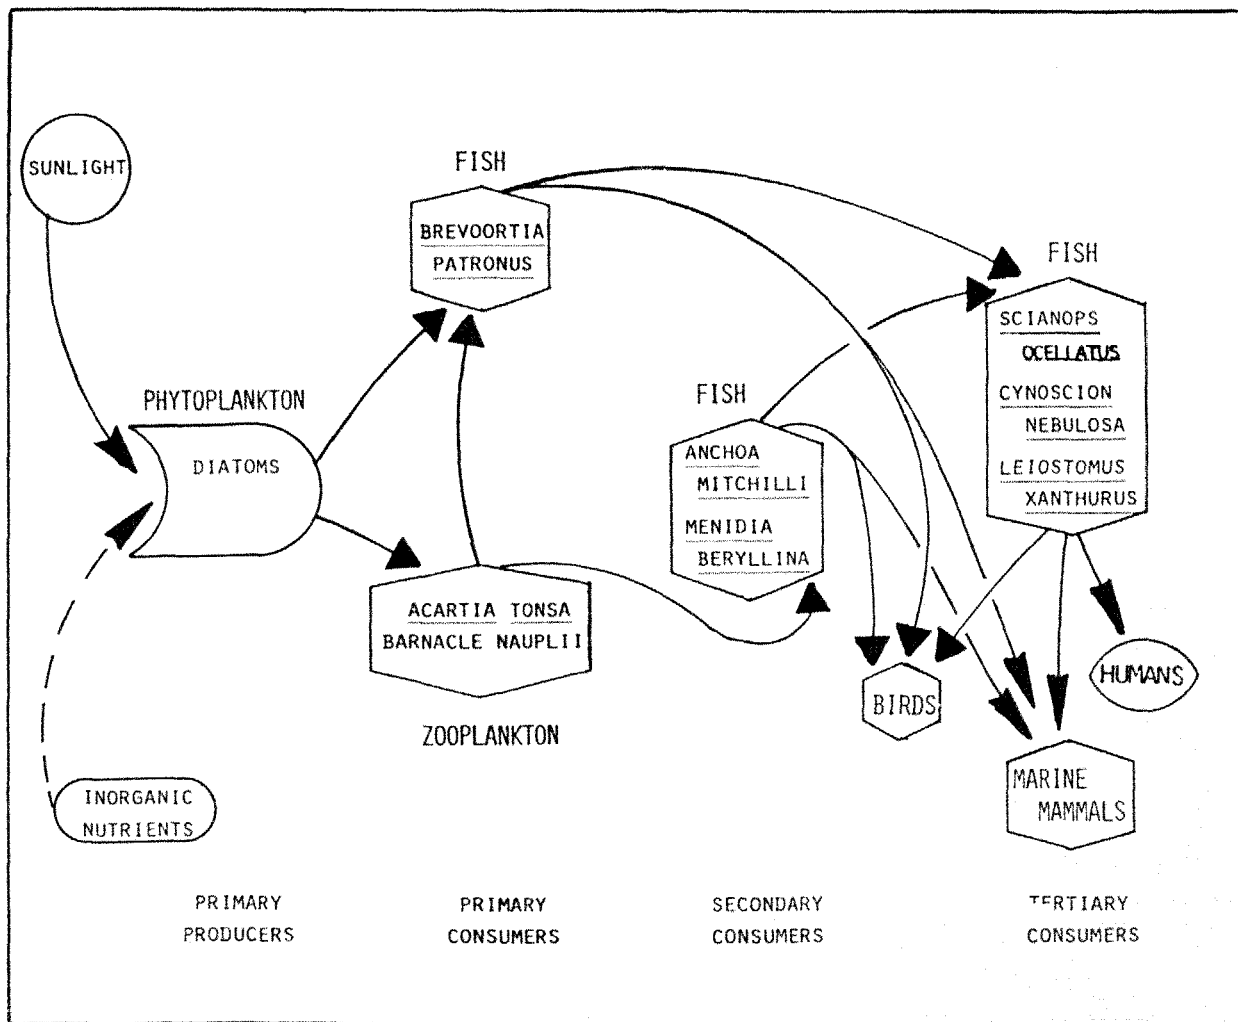 SUNLIGHT
FISH
BREVOORTIA
PATRONUS
FISH
SCIANOPS
OCELLATUS
CYNOSCION
NEBULOSA
LEIOSTOMUS
XANTHURUS
PHYTOPLANKTON
DIATOMS
FISH
ANCHOA
MITCHILLI
MENIDIA
BERYLLINA
ACARTIA TONSA
BARNACLE NAUPLII
ZOOPLANKTON
BIRDS
HUMANS
MARINE
MAMMALS
INORGANIC
NUTRIENTS
PRIMARY
PRODUCERS
PRIMARY
CONSUMERS
SECONDARY
CONSUMERS
TERTIARY
CONSUMERS